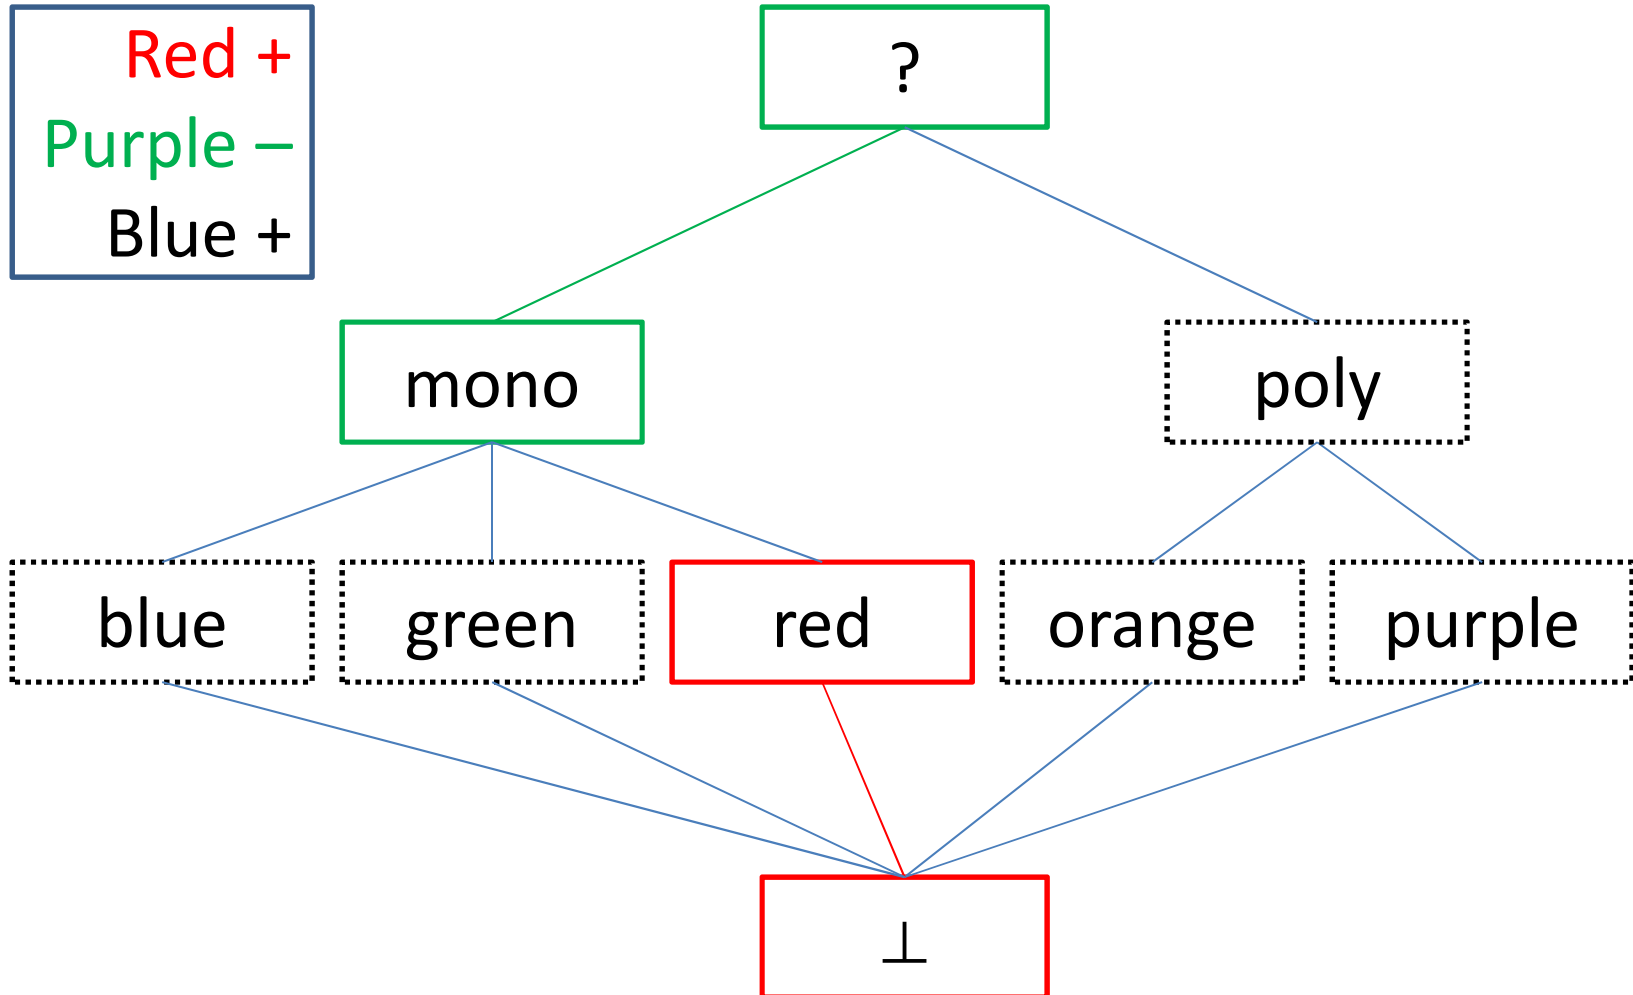 Red +
Purple –
Blue +
?
mono
poly
blue
green
red
orange
purple
⊥